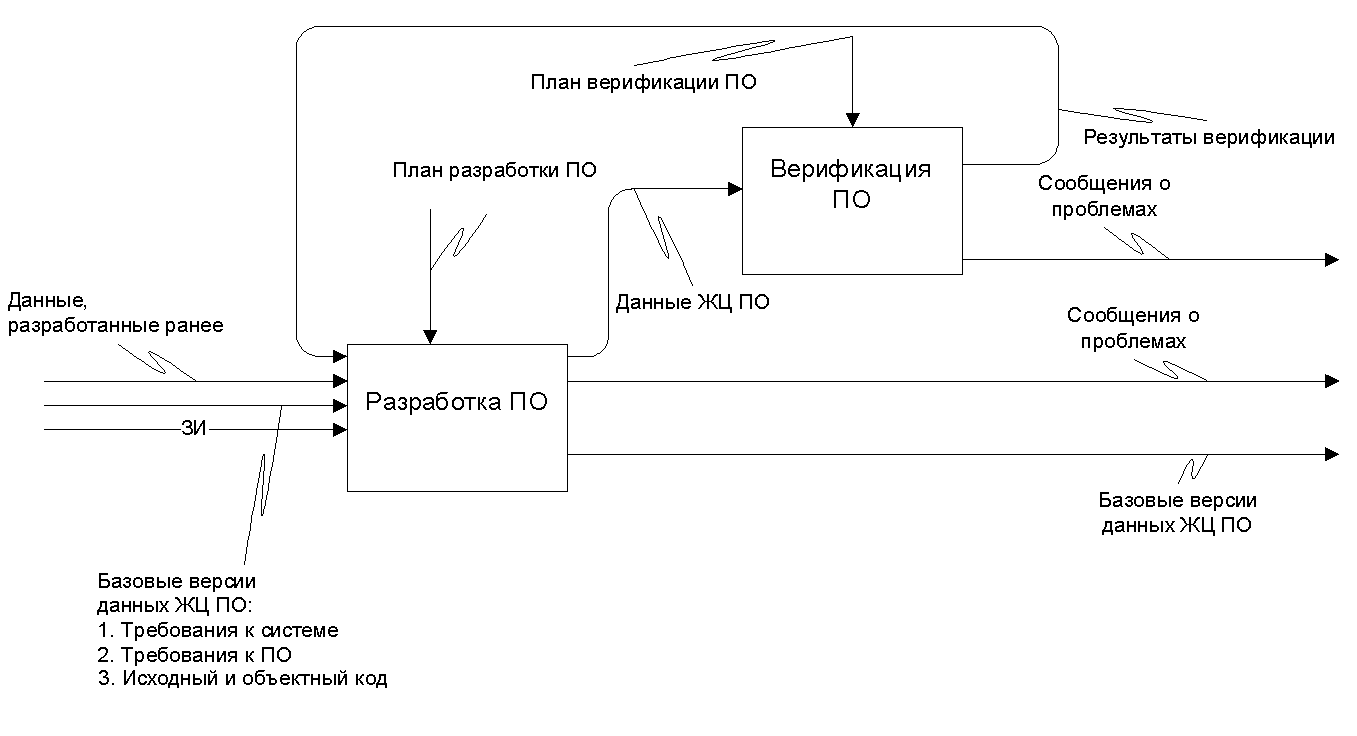 План верификации ПО
Результаты верификации
План разработки ПО
Верификация
ПО
Сообщения о
проблемах
Данные ЖЦ ПО
Данные,
разработанные ранее
Сообщения о
проблемах
Разработка ПО
ЗИ
Базовые версии
данных ЖЦ ПО
Базовые версии
данных ЖЦ ПО:
1. Требования к системе
2. Требования к ПО
3. Исходный и объектный код